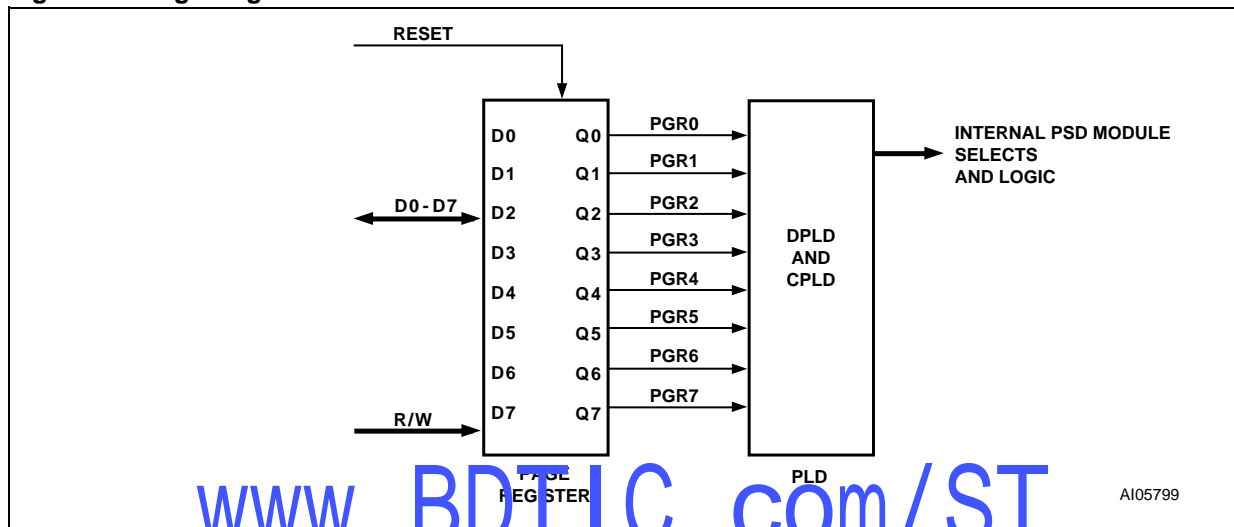 RESET
D0
D1
D2
D3
D4
D5
D6
D7
Q0
Q1
Q2
Q3
Q4
Q5
Q6
Q7
D0-D7
R/W
PGR0
PGR1
PGR2
PGR3
PGR4
PGR5
PGR6
PGR7
DPLD
AND
CPLD
INTERNAL PSD MODULE
SELECTS
AND LOGIC
PAGE
REGISTER
PLD
www BDTIC com/ST
AI05799